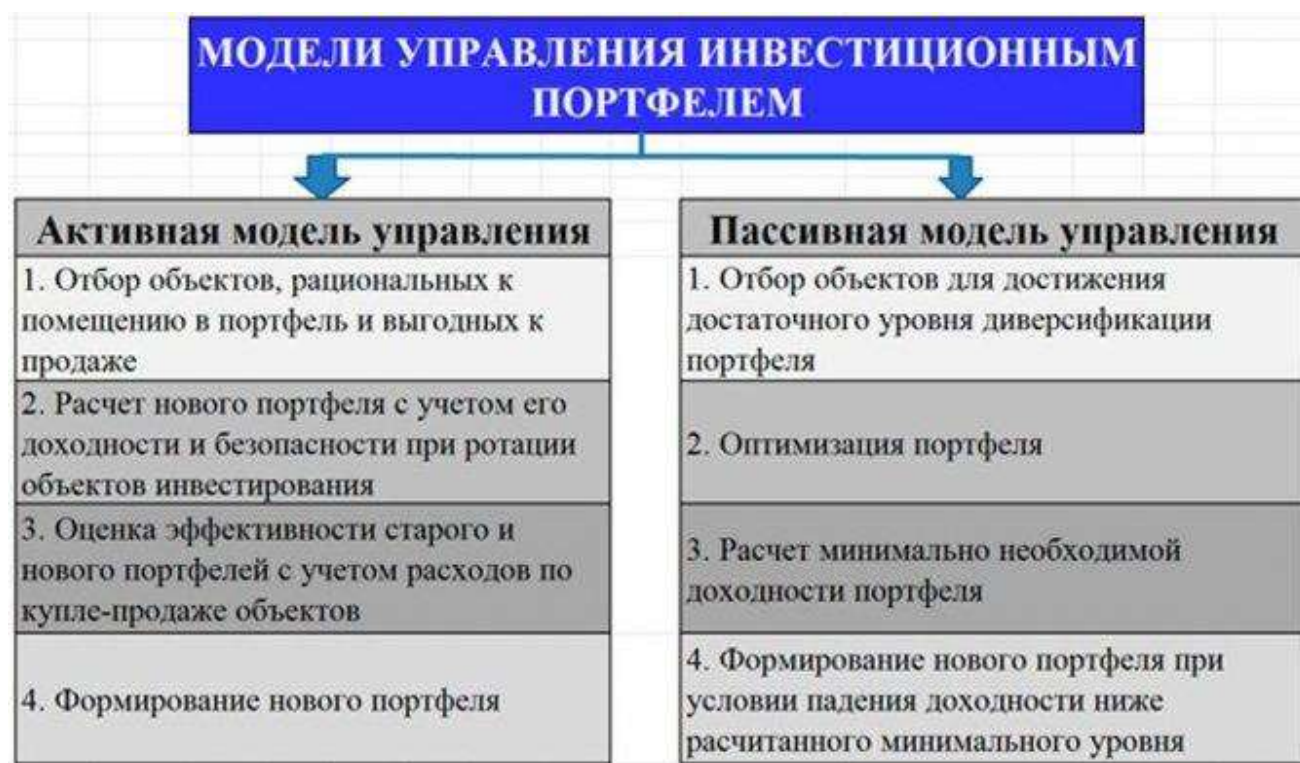 МОДЕЛИ УПРАВЛЕНИЯ ИНВЕСТИЦИОННЫМ
ПОРТФЕЛЕМ
Активная модель управления
1. Отбор объектов, рациональных к
помещению в портфель и выгодных к
продаже
2. Расчет нового портфеля с учетом его
доходности и безопасности при ротации
объектов инвестирования
3. Оценка эффективности старого и
нового портфелей с учетом расходов по
купле-продаже объектов
4. Формирование нового портфеля
Пассивная модель управления
1. Отбор объектов для достижения
достаточного уровня диверсификации
портфеля
2. Оптимизация портфеля
3. Расчет минимально необходимой
доходности портфеля
4. Формирование нового портфеля при
условии падения доходности ниже
расчитанного минимального уровня